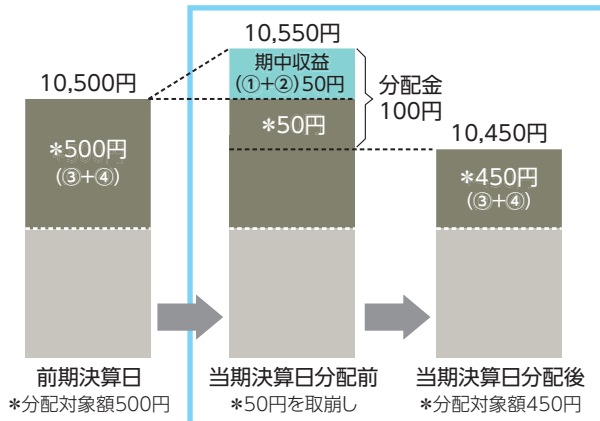 10,500円
*500円
(③+④)
前期決算日
*分配対象額500円
10,550円
期中収益
(①+②)50円
*50円
分配金
100円
当期決算日分配前
*50円を取崩し
10,450円
*450円
(③+④)
当期決算日分配後
*分配対象額450円